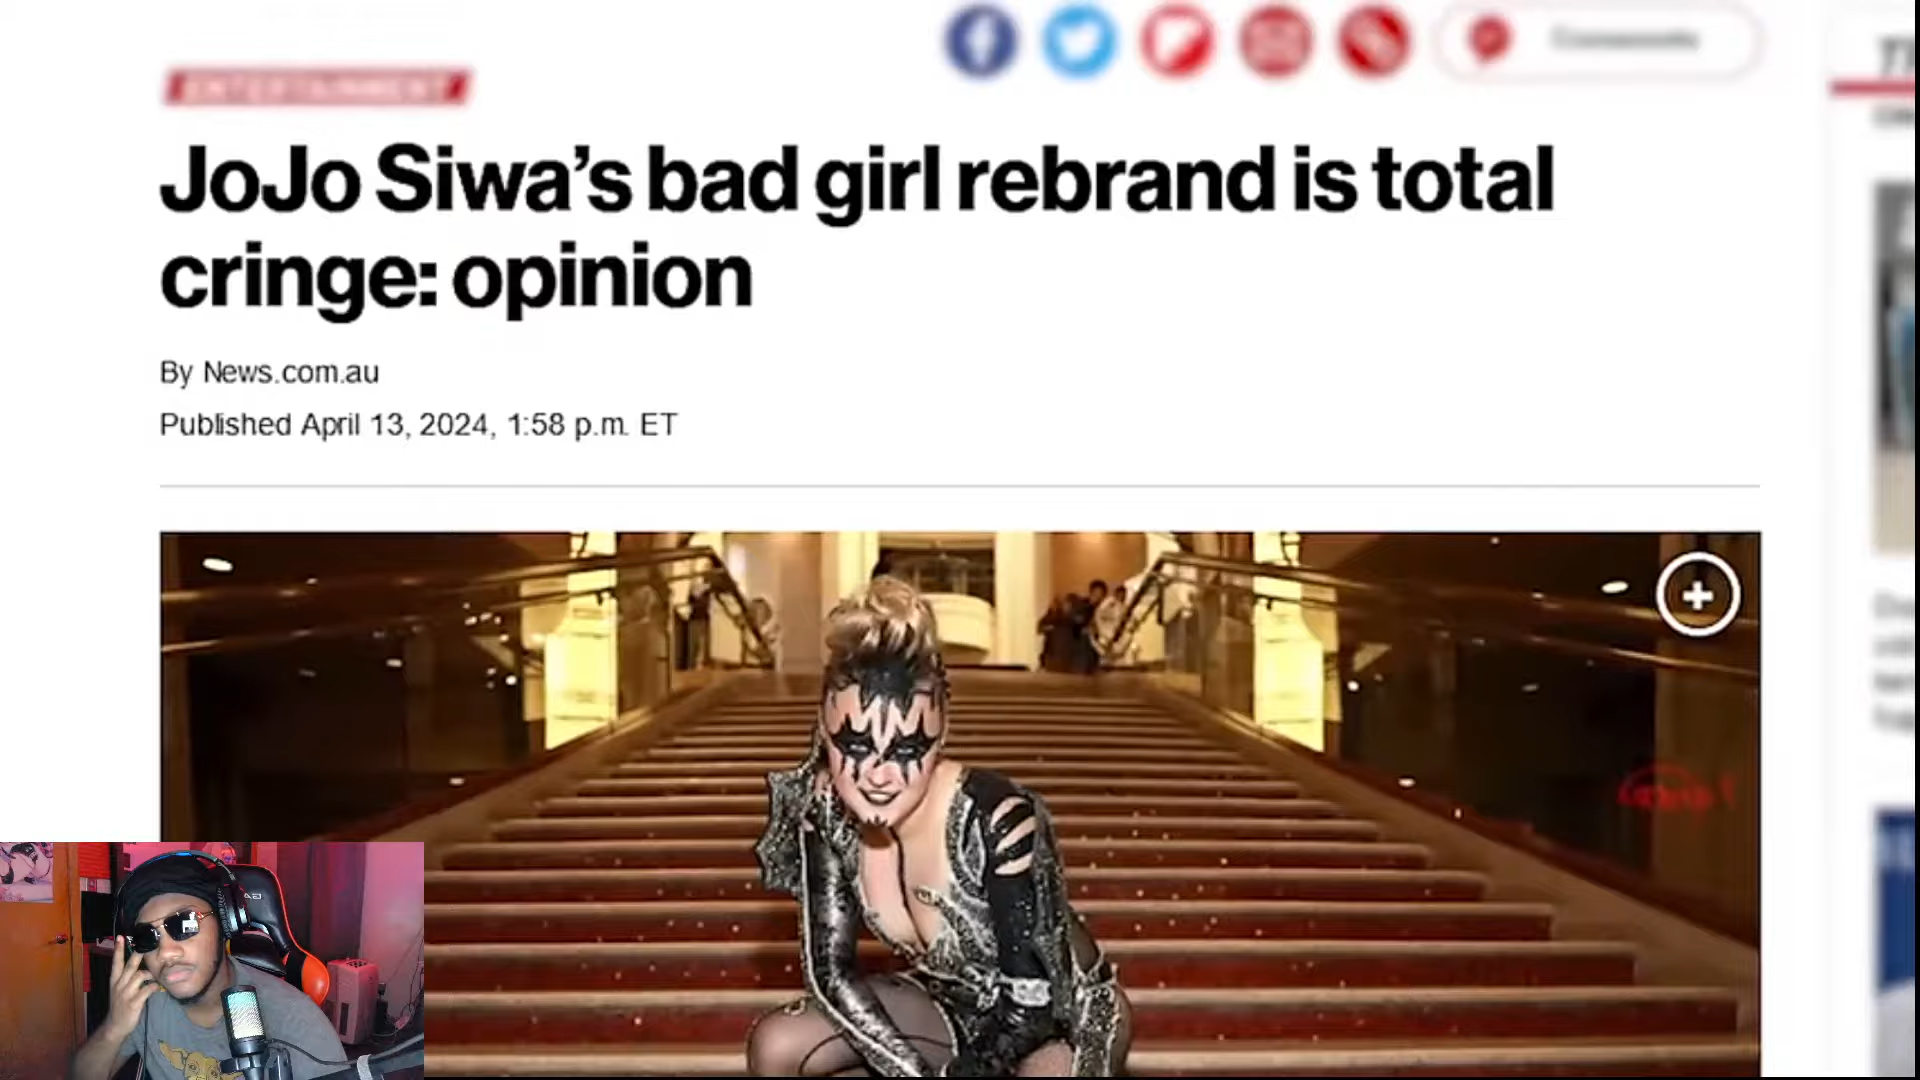 ENTERTAINMENT
JoJo Siwa’s bad girl rebrand is total
cringe: opinion
By News.com.au
Published April 13, 2024, 1:58 p.m. ET